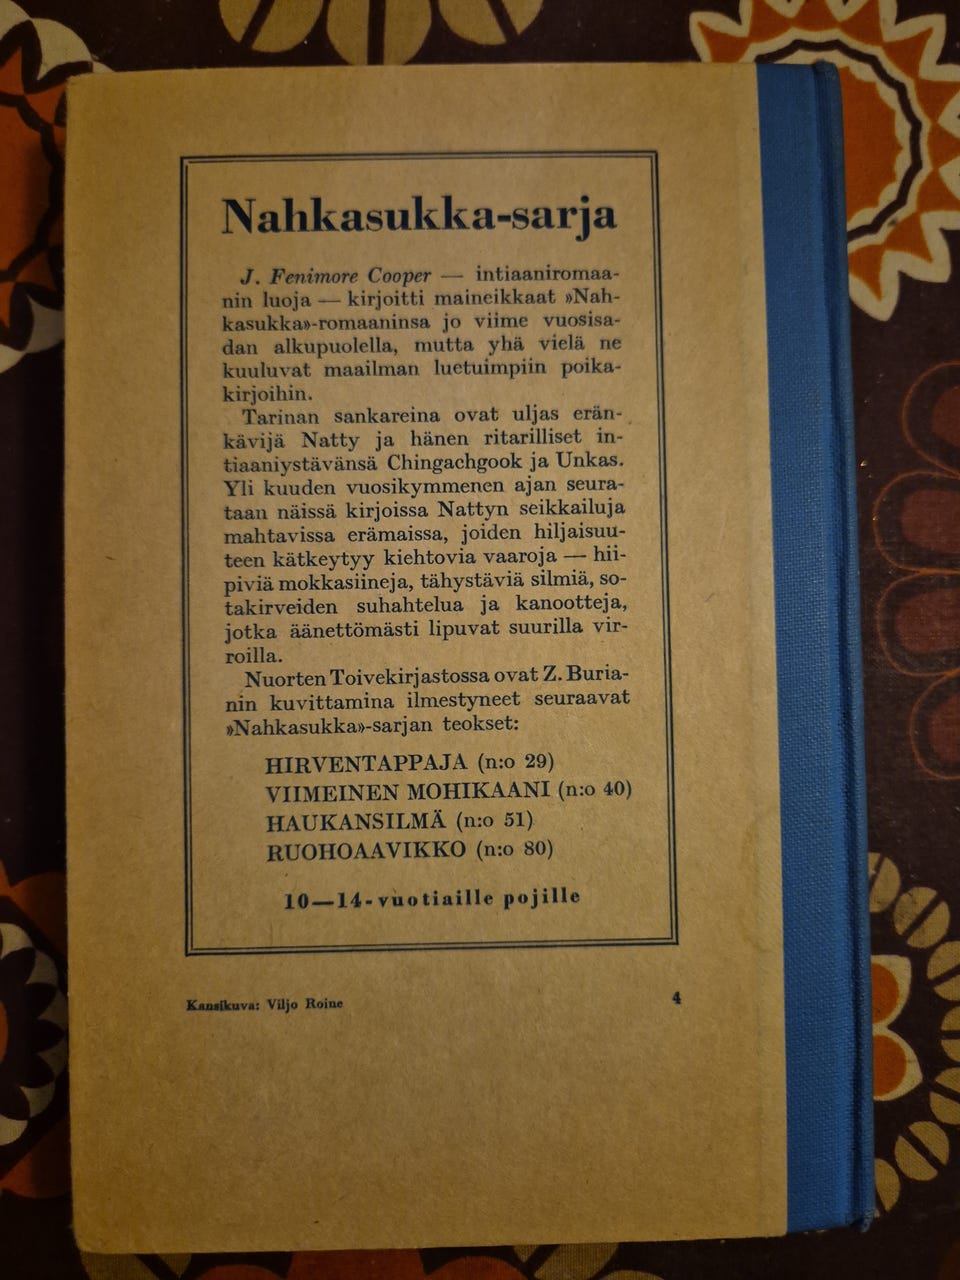 Nahkasukka-sarja
J. Fenimore Cooper — intiaaniromaa-
nin luoja — kirjoitti maineikkaat »Nah-
kasukka»-romaaninsa jo viime vuosisa-
dan alkupuolella, mutta yhä vielä ne
kuuluvat maailman luetuimpiin poika-
kirjoihin.
Tarinan sankareina ovat uljas erän-
kävijä Natty ja hänen ritarilliset in-
tiaaniystävänsä Chingachgook ja Unkas.
Yli kuuden vuosikymmenen ajan seura-
taan näissä kirjoissa Nattyn seikkailuja
mahtavissa erämaissa, joiden hiljaisuu-
teen kätkeytyy kiehtovia vaaroja — hii-
piviä mokkasiineja, tähystäviä silmiä, so-
takirveiden suhahtelua ja kanootteja,
jotka äänettömästi lipuvat suurilla vir-
roilla.
Nuorten Toivekirjastossa ovat Z. Buria-
nin kuvittamina ilmestyneet seuraavat
»Nahkasukka»-sarjan teokset:
HIRVENTAPPAJA (n:o 29)
VIIMEINEN MOHIKAANI (n:o 40)
HAUKANSILMÄ (n:o 51)
RUOHOAAVIKKO (n:o 80)
10—14-vuotiaille pojille
Kansikuva: Viljo Roine 4